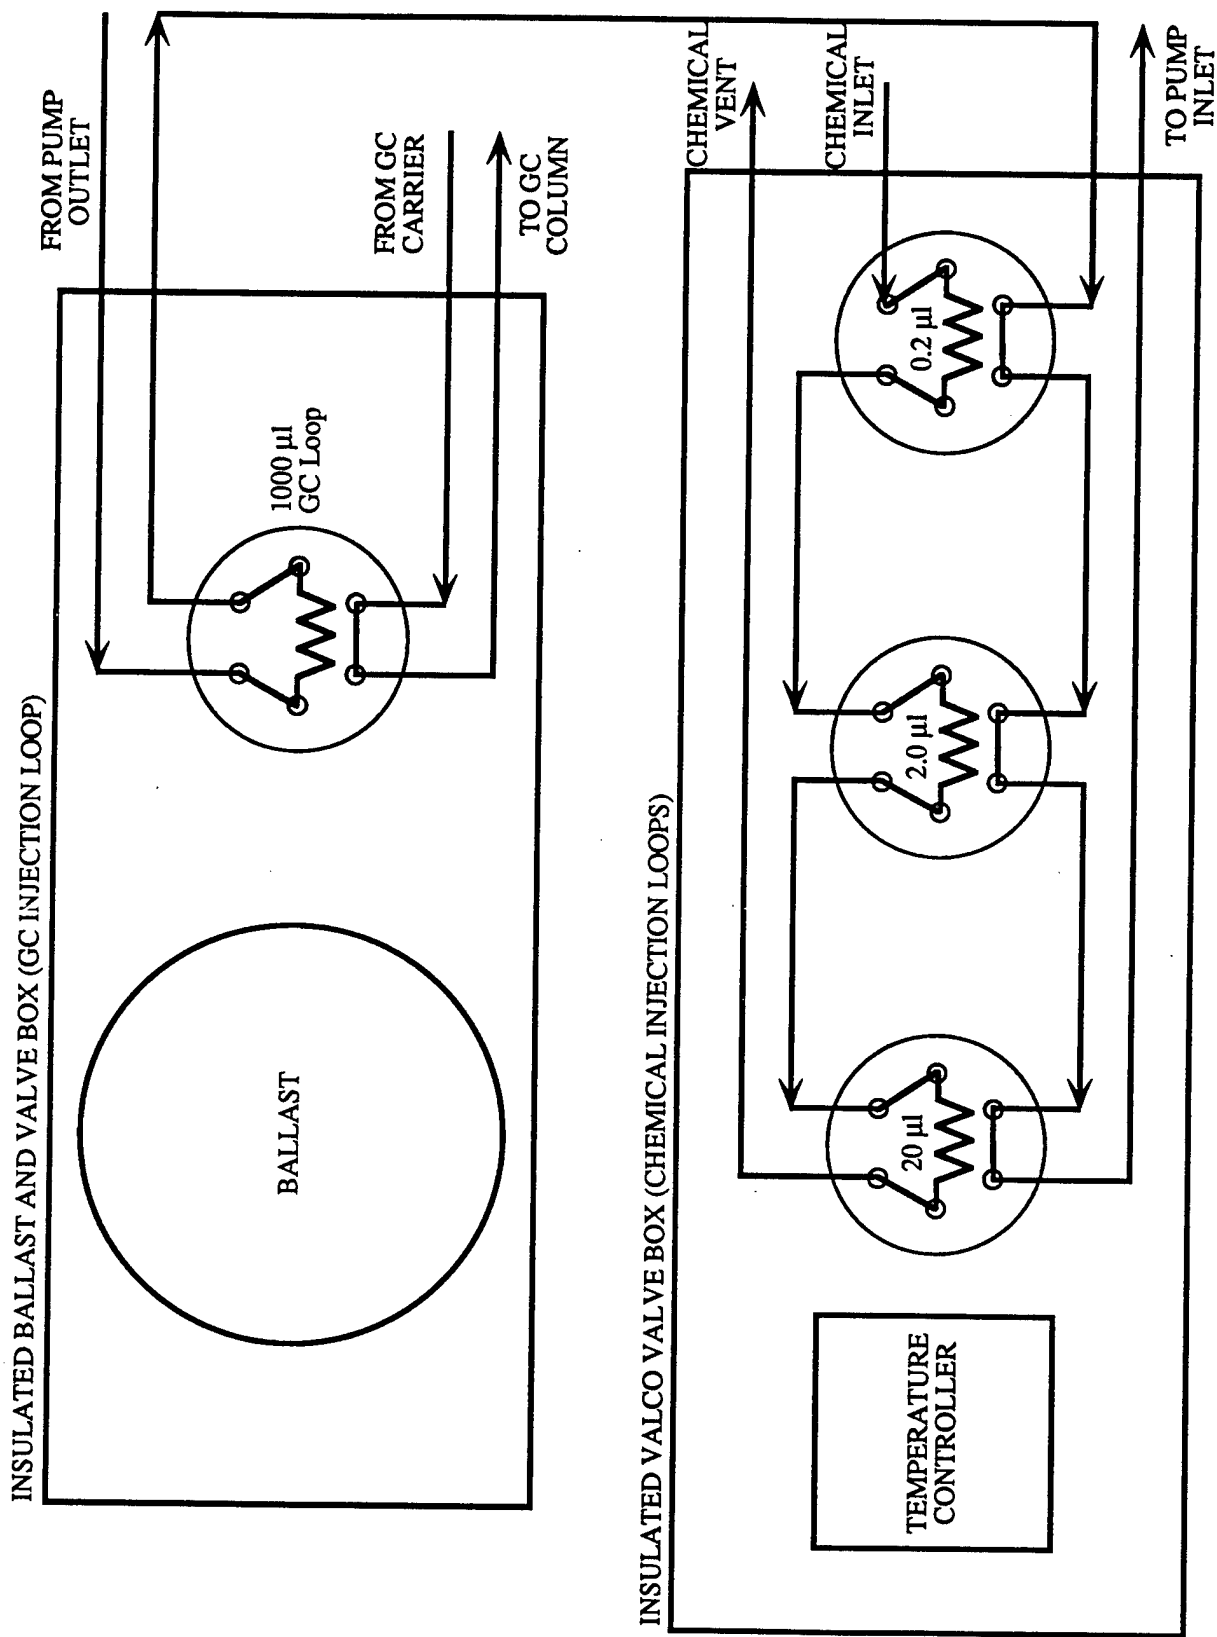 INSULATED BALLAST AND VALVE BOX (GC INJECTION LOOP)
FROM PUMP
OUTLET
FROM GC
CARRIER
TO GC
COLUMN
1000 µl
GC Loop
BALLAST
INSULATED VALCO VALVE BOX (CHEMICAL INJECTION LOOPS)
CHEMICAL
VENT
CHEMICAL
INLET
TO PUMP
INLET
20 µl
2.0 µl
0.2 µl
TEMPERATURE
CONTROLLER